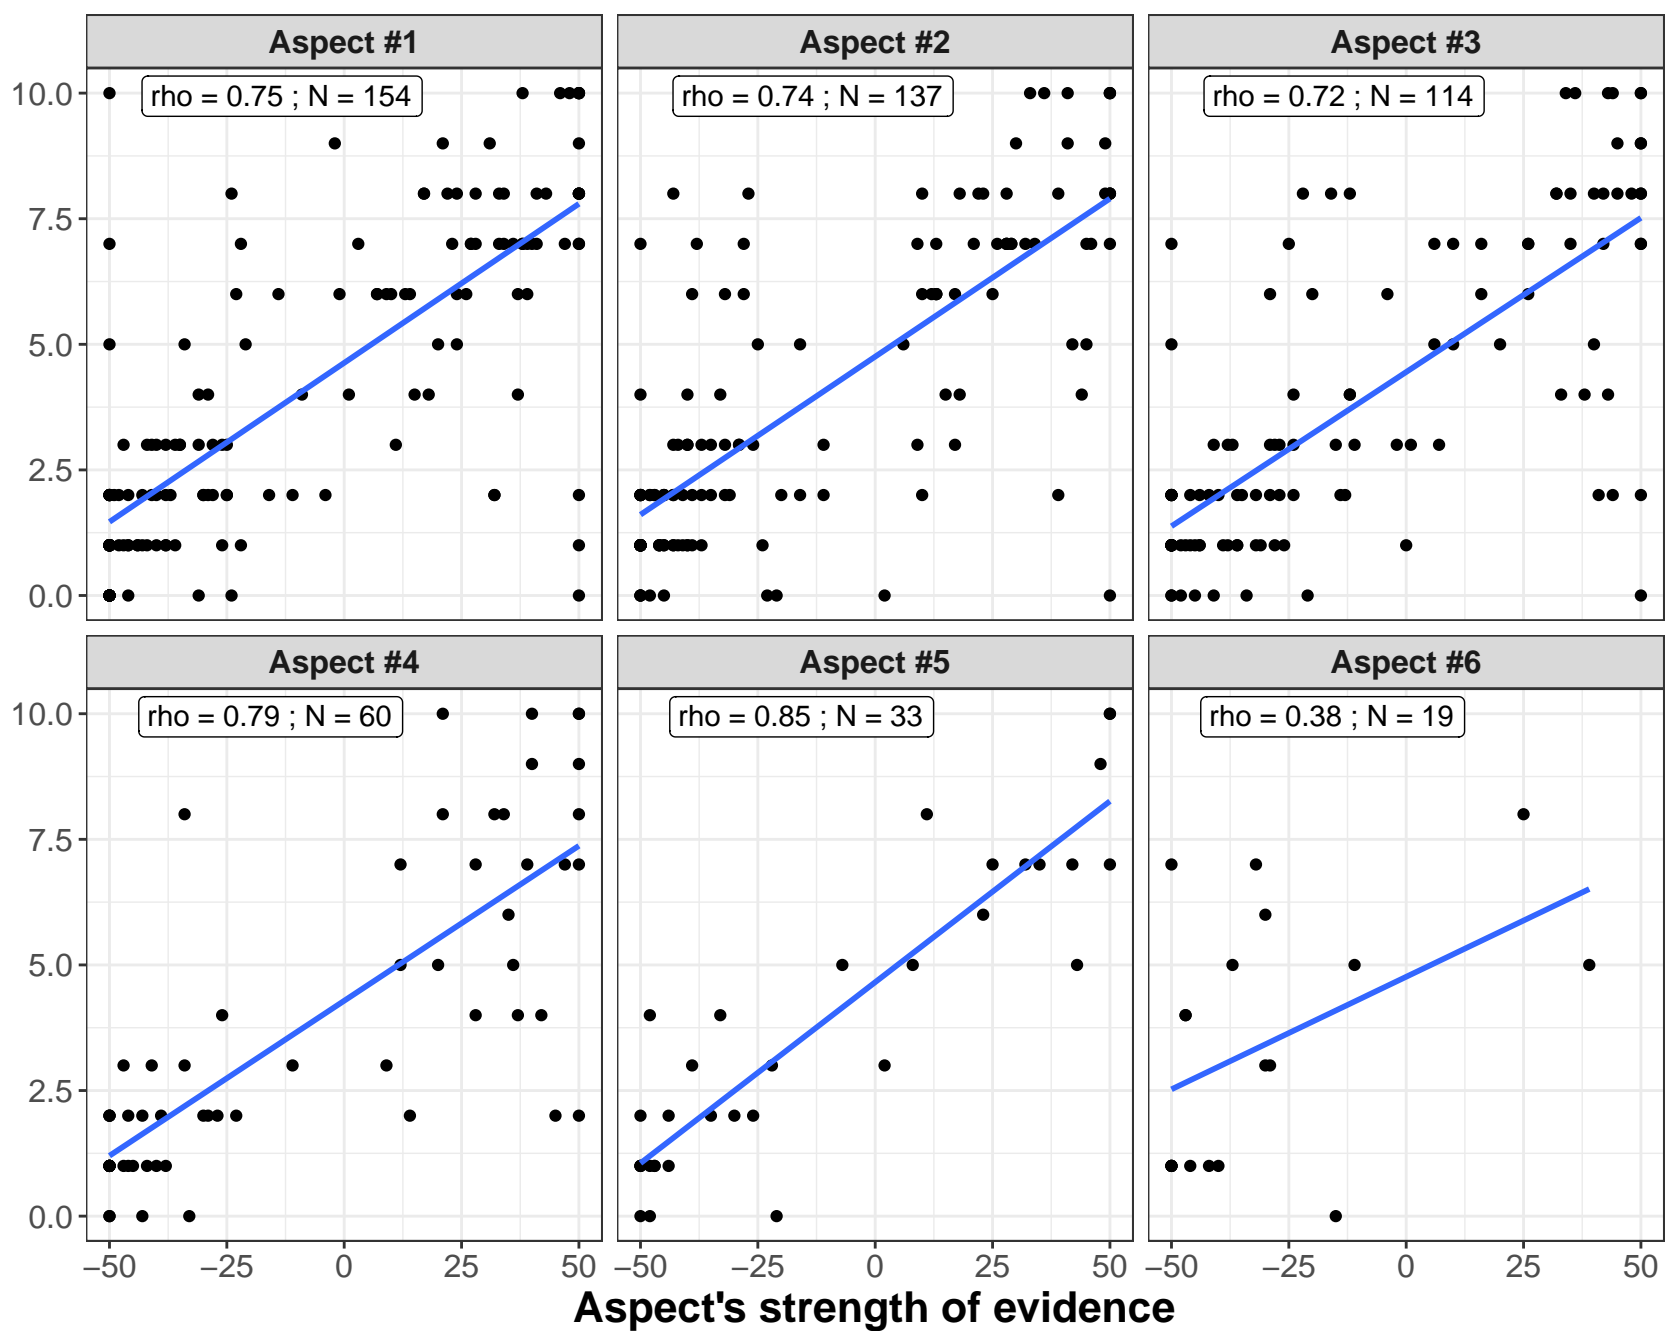 Aspect #1 Aspect #2 Aspect #3
rho = 0.75 ; N = 154 rho = 0.74 ; N = 137 rho = 0.72 ; N = 114
10.0
7.5
5.0
2.5
0.0
Aspect #4 Aspect #5 Aspect #6
rho = 0.79 ; N = 60 rho = 0.85 ; N = 33 rho = 0.38 ; N = 19
10.0
7.5
5.0
2.5
0.0
−50 −25 0 25 50 −50 −25 0 25 50 −50 −25 0 25 50
Aspect's strength of evidence